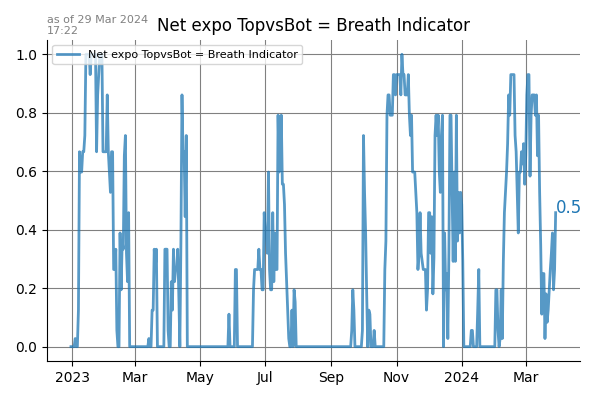 as of 29 Mar 2024
17:22
Net expo TopvsBot = Breath Indicator
Net expo TopvsBot = Breath Indicator
1.0
0.8
0.6
0.4
0.2
0.0
0.5
2023 Mar May Jul Sep Nov 2024 Mar